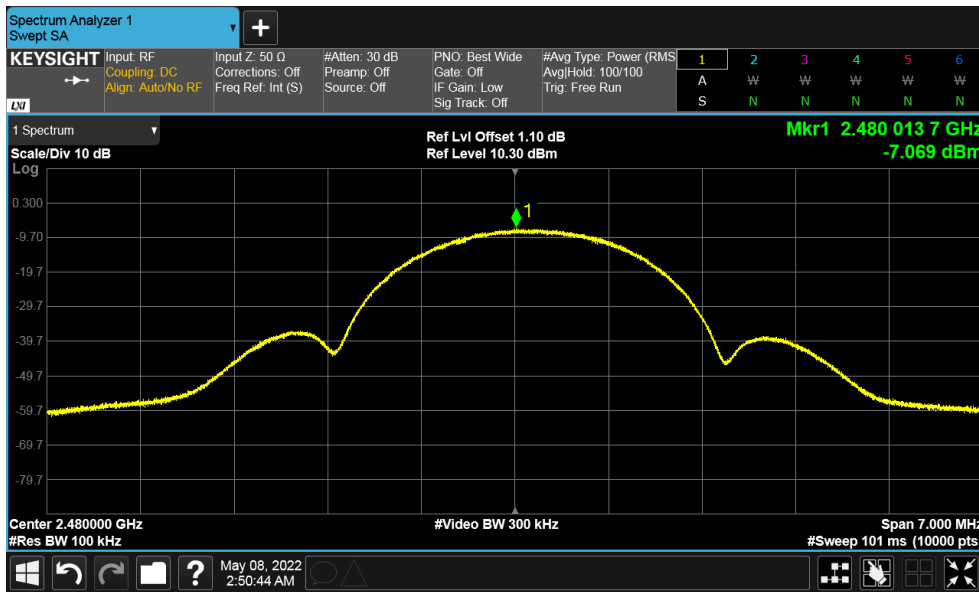 Spectrum Analyzer 1
Swept SA
KEYSIGHT
LXI
Input: RF
Coupling: DC
Align: Auto/No RF
Input Z: 50 Ω
Corrections: Off
Freq Ref: Int (S)
#Atten: 30 dB
Preamp: Off
Source: Off
PNO: Best Wide
Gate: Off
IF Gain: Low
Sig Track: Off
#Avg Type: Power (RMS
Avg|Hold: 100/100
Trig: Free Run
1 2 3 4 5 6
A W W W W W
S N N N N N
1 Spectrum
Scale/Div 10 dB
Log
Ref Lvl Offset 1.10 dB
Ref Level 10.30 dBm
Mkr1 2.480 013 7 GHz
-7.069 dBm
1
0.300
-9.70
-19.7
-29.7
-39.7
-49.7
-59.7
-69.7
-79.7
Center 2.480000 GHz
#Res BW 100 kHz
#Video BW 300 kHz
Span 7.000 MHz
#Sweep 101 ms (10000 pts
?
May 08, 2022
2:50:44 AM